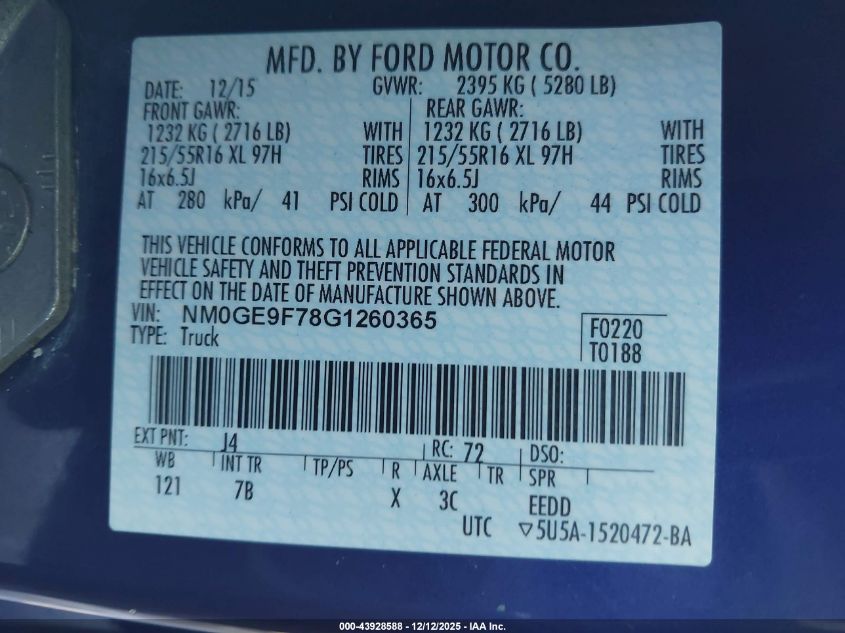 MFD. BY FORD MOTOR CO.
DATE: 12/15 GVWR: 2395 KG ( 5280 LB)
FRONT GAWR: REAR GAWR:
1232 KG ( 2716 LB) WITH 1232 KG ( 2716 LB) WITH
215/55R16 XL 97H TIRES 215/55R16 XL 97H TIRES
16x6.5J RIMS 16x6.5J RIMS
AT 280 kPa/ 41 PSI COLD AT 300 kPa/ 44 PSI COLD
THIS VEHICLE CONFORMS TO ALL APPLICABLE FEDERAL MOTOR
VEHICLE SAFETY AND THEFT PREVENTION STANDARDS IN
EFFECT ON THE DATE OF MANUFACTURE SHOWN ABOVE.
VIN: NM0GE9F78G1260365 F0220
TYPE: Truck T0188
EXT PNT: J4 RC: 72 DSO:
WB INT TR TP/PS R AXLE TR SPR
121 7B X 3C EEDD
UTC ▽5U5A-1520472-BA
000-43928588 - 12/12/2025 - IAA Inc.